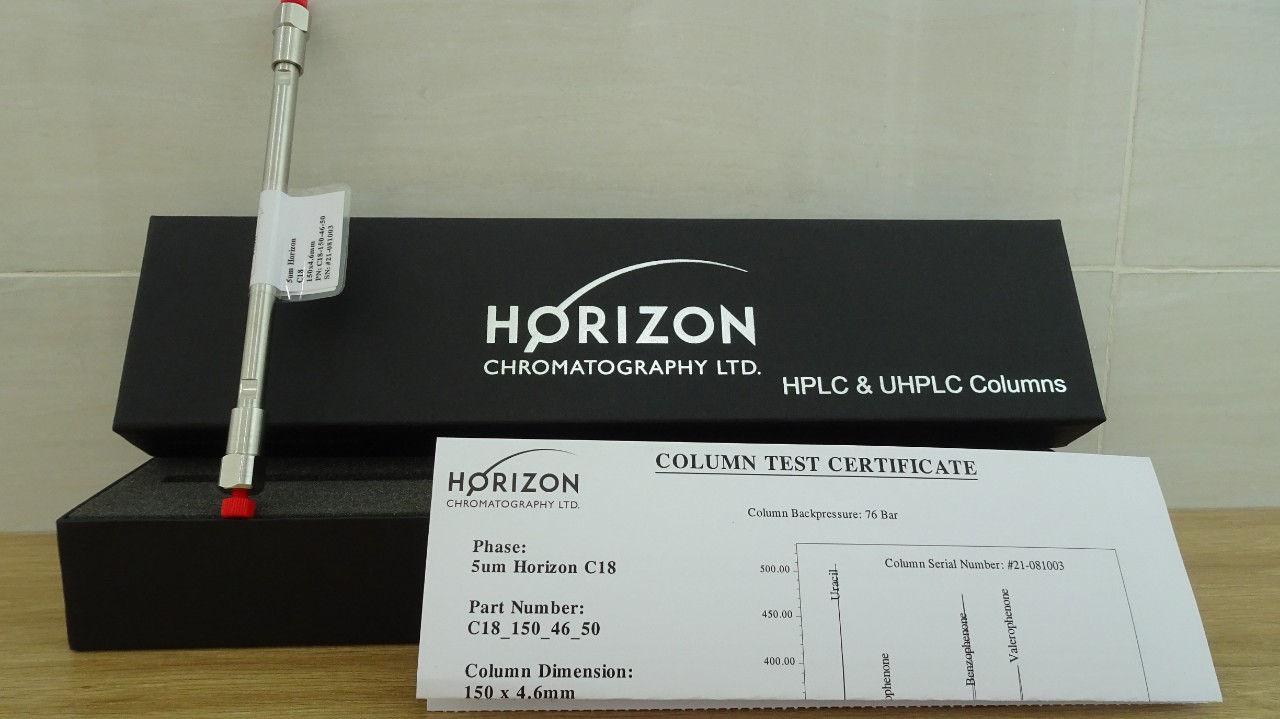 5um Horizon
C18
150x4.6mm
PN: C18-150-46-50
SN: #21-081003
HORIZON
CHROMATOGRAPHY LTD.
HPLC & UHPLC Columns
HORIZON
CHROMATOGRAPHY LTD.
COLUMN TEST CERTIFICATE
Column Backpressure: 76 Bar
Phase:
5um Horizon C18
Part Number:
C18_150_46_50
Column Dimension:
150 x 4.6mm
Column Serial Number: #21-081003
500.00
450.00
400.00
Uracil
ophenone
Benzophenone
Valerophenone